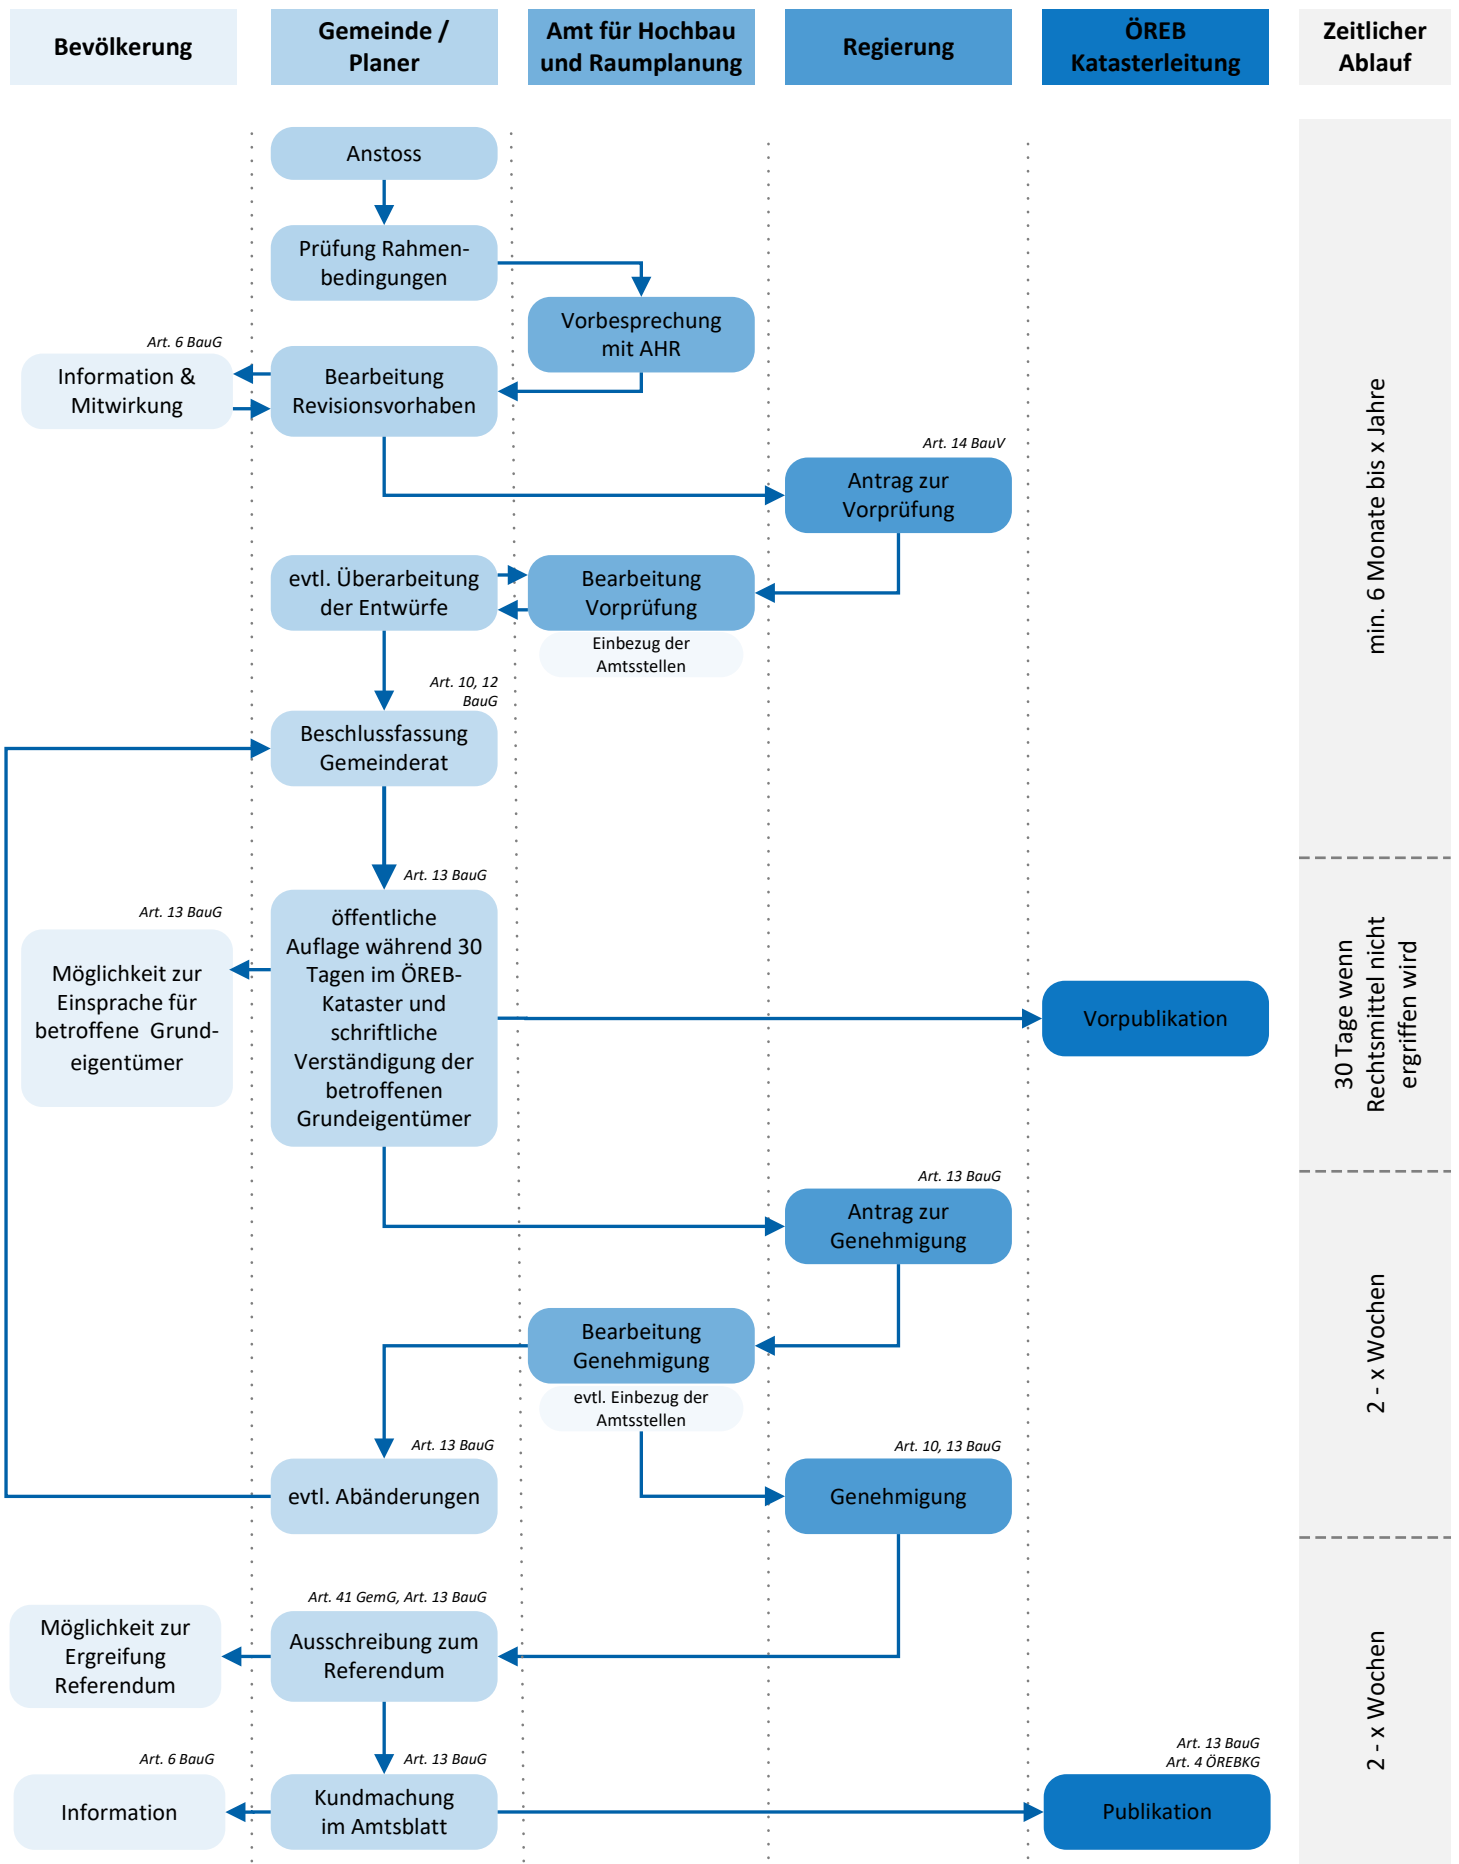 Bevölkerung
Gemeinde /
Planer
Amt für Hochbau
und Raumplanung
Regierung
ÖREB
Katasterleitung
Zeitlicher
Ablauf
Anstoss
Prüfung Rahmen-
bedingungen
Vorbesprechung
mit AHR
Art. 6 BauG
Information &
Mitwirkung
Bearbeitung
Revisionsvorhaben
Art. 14 BauV
Antrag zur
Vorprüfung
min. 6 Monate bis x Jahre
evtl. Überarbeitung
der Entwürfe
Bearbeitung
Vorprüfung
Einbezug der
Amtsstellen
Art. 10, 12
BauG
Beschlussfassung
Gemeinderat
Art. 13 BauG
öffentliche
Auflage während 30
Tagen im ÖREB-
Kataster und
schriftliche
Verständigung der
betroffenen
Grundeigentümer
Art. 13 BauG
Möglichkeit zur
Einsprache für
betroffene  Grund-
eigentümer
Vorpublikation
30 Tage wenn
Rechtsmittel nicht
ergriffen wird
Art. 13 BauG
Antrag zur
Genehmigung
Bearbeitung
Genehmigung
evtl. Einbezug der
Amtsstellen
2 - x Wochen
Art. 13 BauG
evtl. Abänderungen
Art. 10, 13 BauG
Genehmigung
Art. 41 GemG, Art. 13 BauG
Möglichkeit zur
Ergreifung
Referendum
Ausschreibung zum
Referendum
2 - x Wochen
Art. 6 BauG
Information
Art. 13 BauG
Kundmachung
im Amtsblatt
Art. 13 BauG
Art. 4 ÖREBKG
Publikation